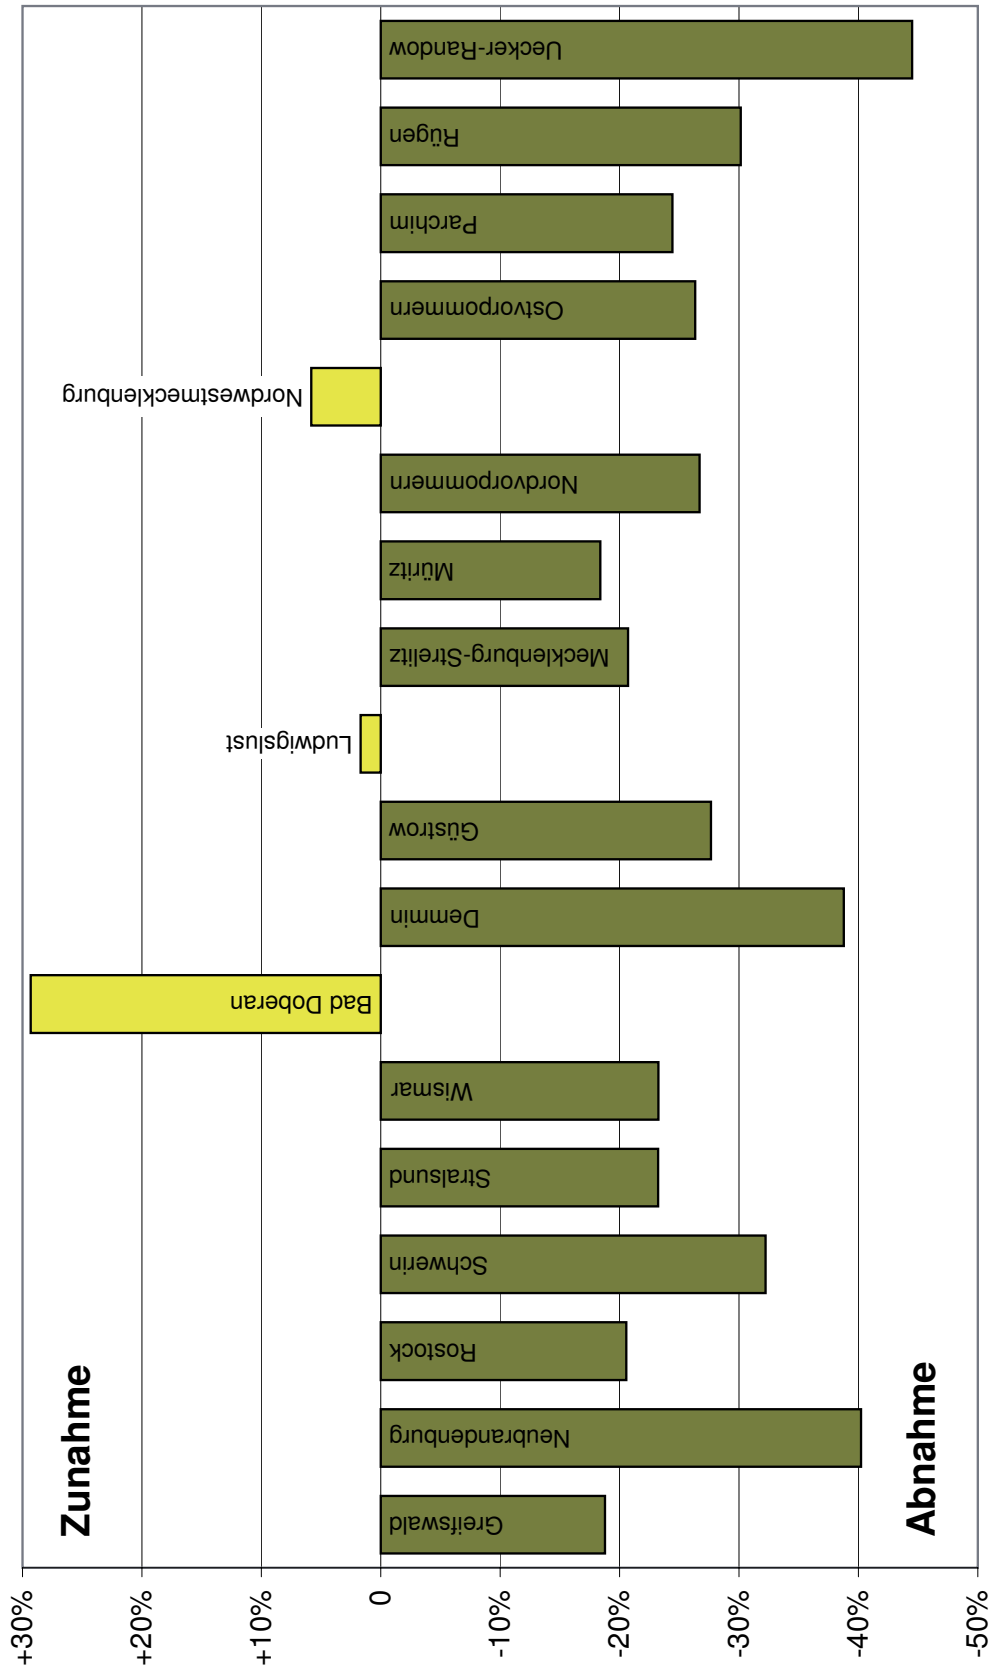 +30%
+20%
+10%
0
-10%
-20%
-30%
-40%
-50%
Zunahme
Abnahme
Greifswald
Neubrandenburg
Rostock
Schwerin
Stralsund
Wismar
Bad Doberan
Demmin
Güstrow
Ludwigslust
Mecklenburg-Strelitz
Müritz
Nordvorpommern
Nordwestmecklenburg
Ostvorpommern
Parchim
Rügen
Uecker-Randow